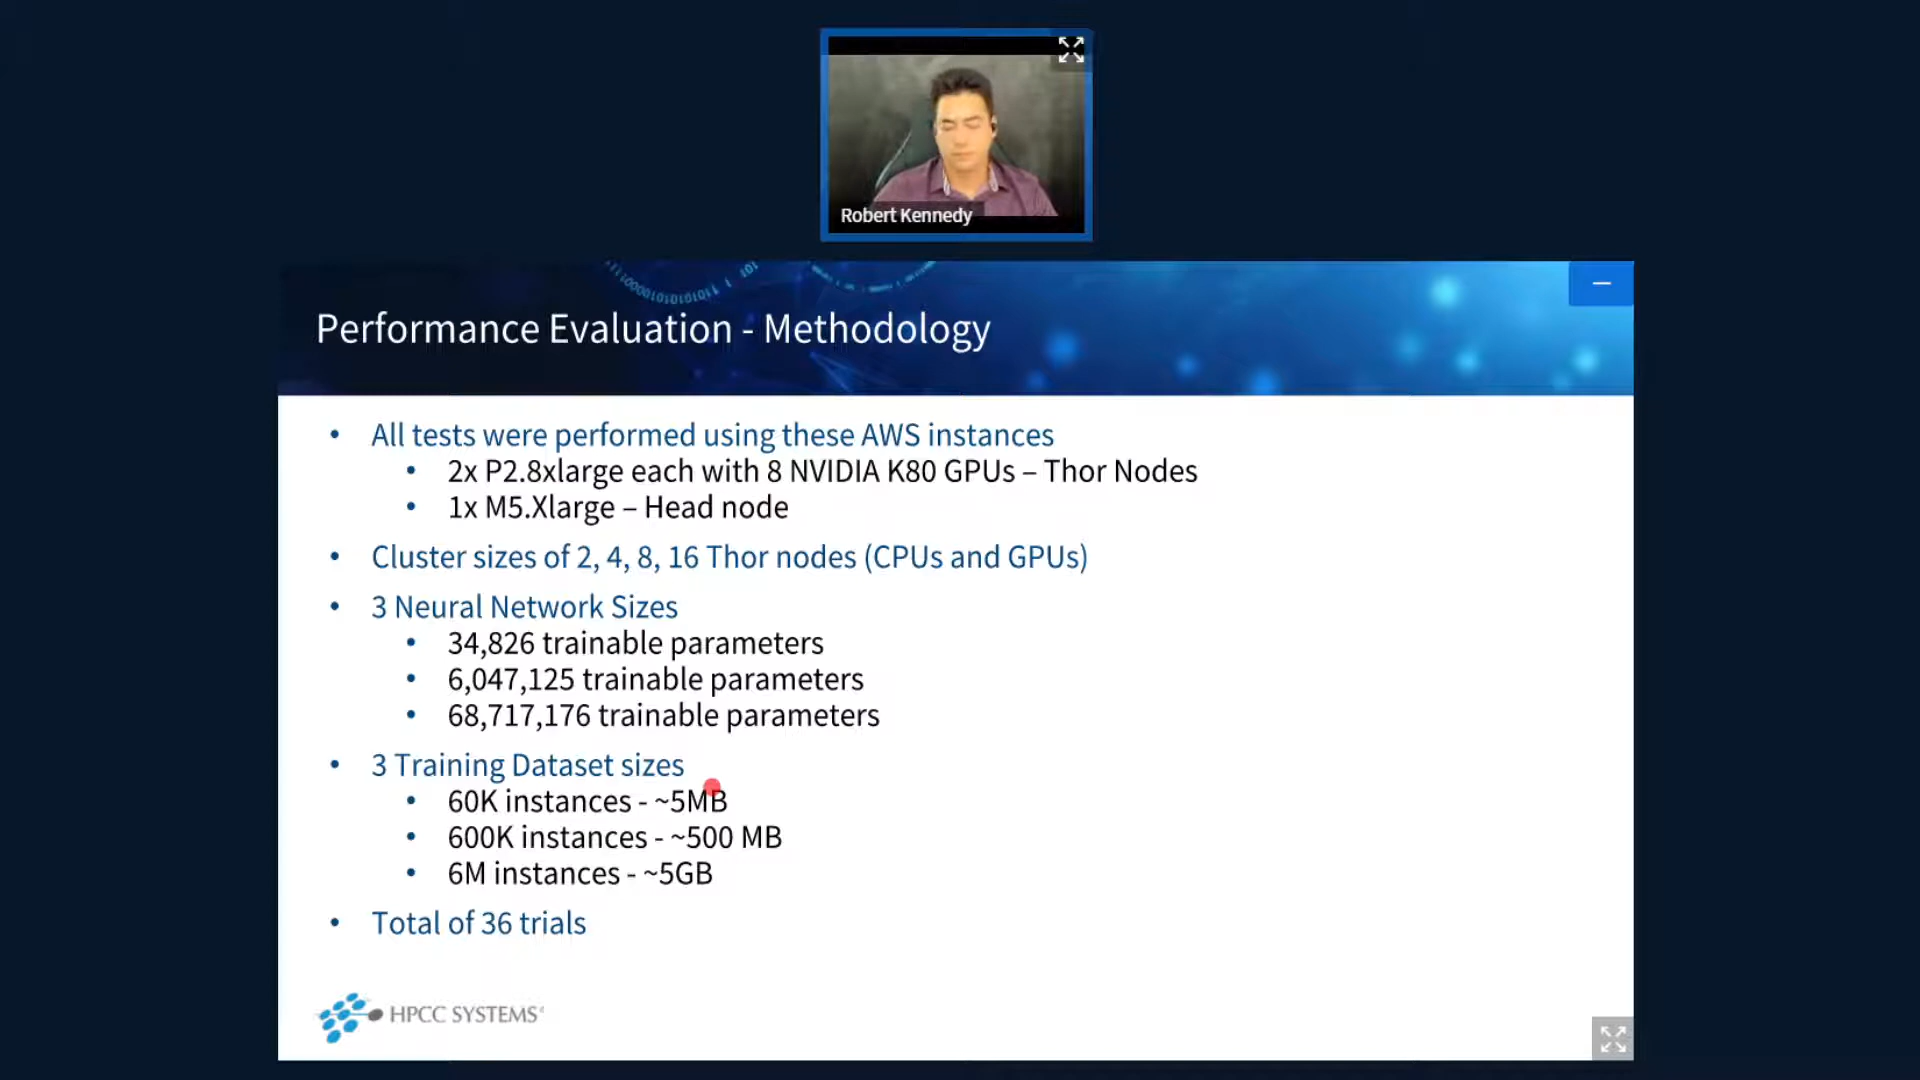 Robert Kennedy
Performance Evaluation - Methodology
• All tests were performed using these AWS instances
• 2x P2.8xlarge each with 8 NVIDIA K80 GPUs – Thor Nodes
• 1x M5.Xlarge – Head node
• Cluster sizes of 2, 4, 8, 16 Thor nodes (CPUs and GPUs)
• 3 Neural Network Sizes
• 34,826 trainable parameters
• 6,047,125 trainable parameters
• 68,717,176 trainable parameters
• 3 Training Dataset sizes
• 60K instances - ~5MB
• 600K instances - ~500 MB
• 6M instances - ~5GB
• Total of 36 trials
HPCC SYSTEMS